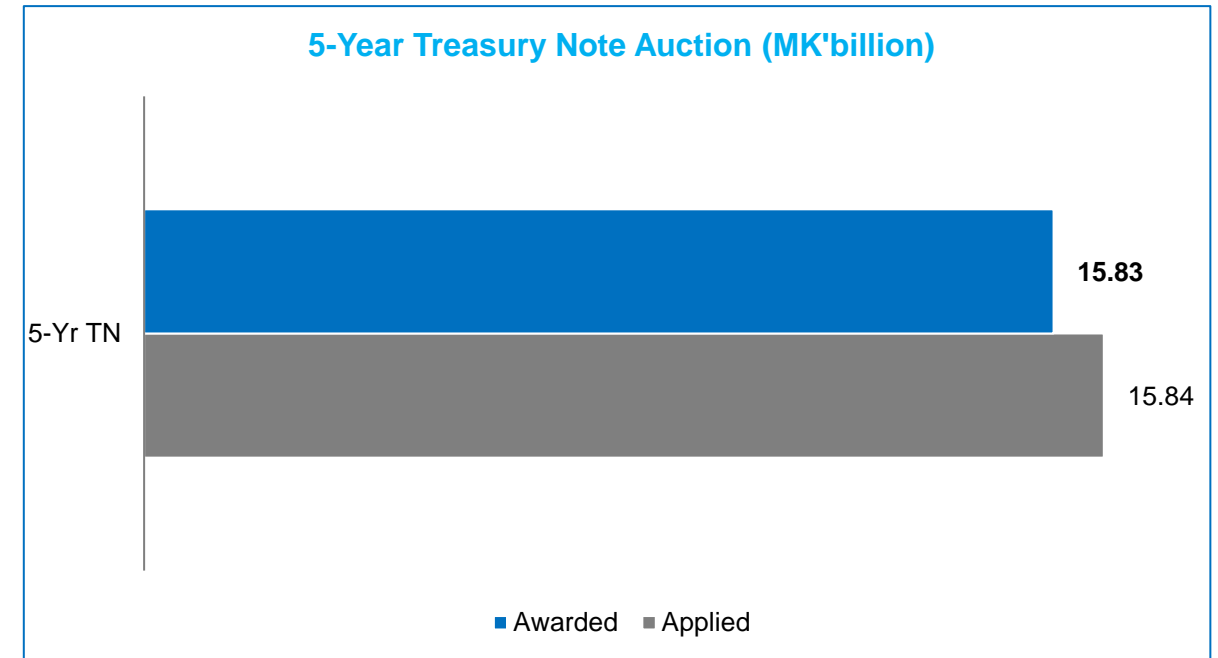 5-Year Treasury Note Auction (MK'billion)
15.83
5-Yr TN
15.84
Awarded Applied